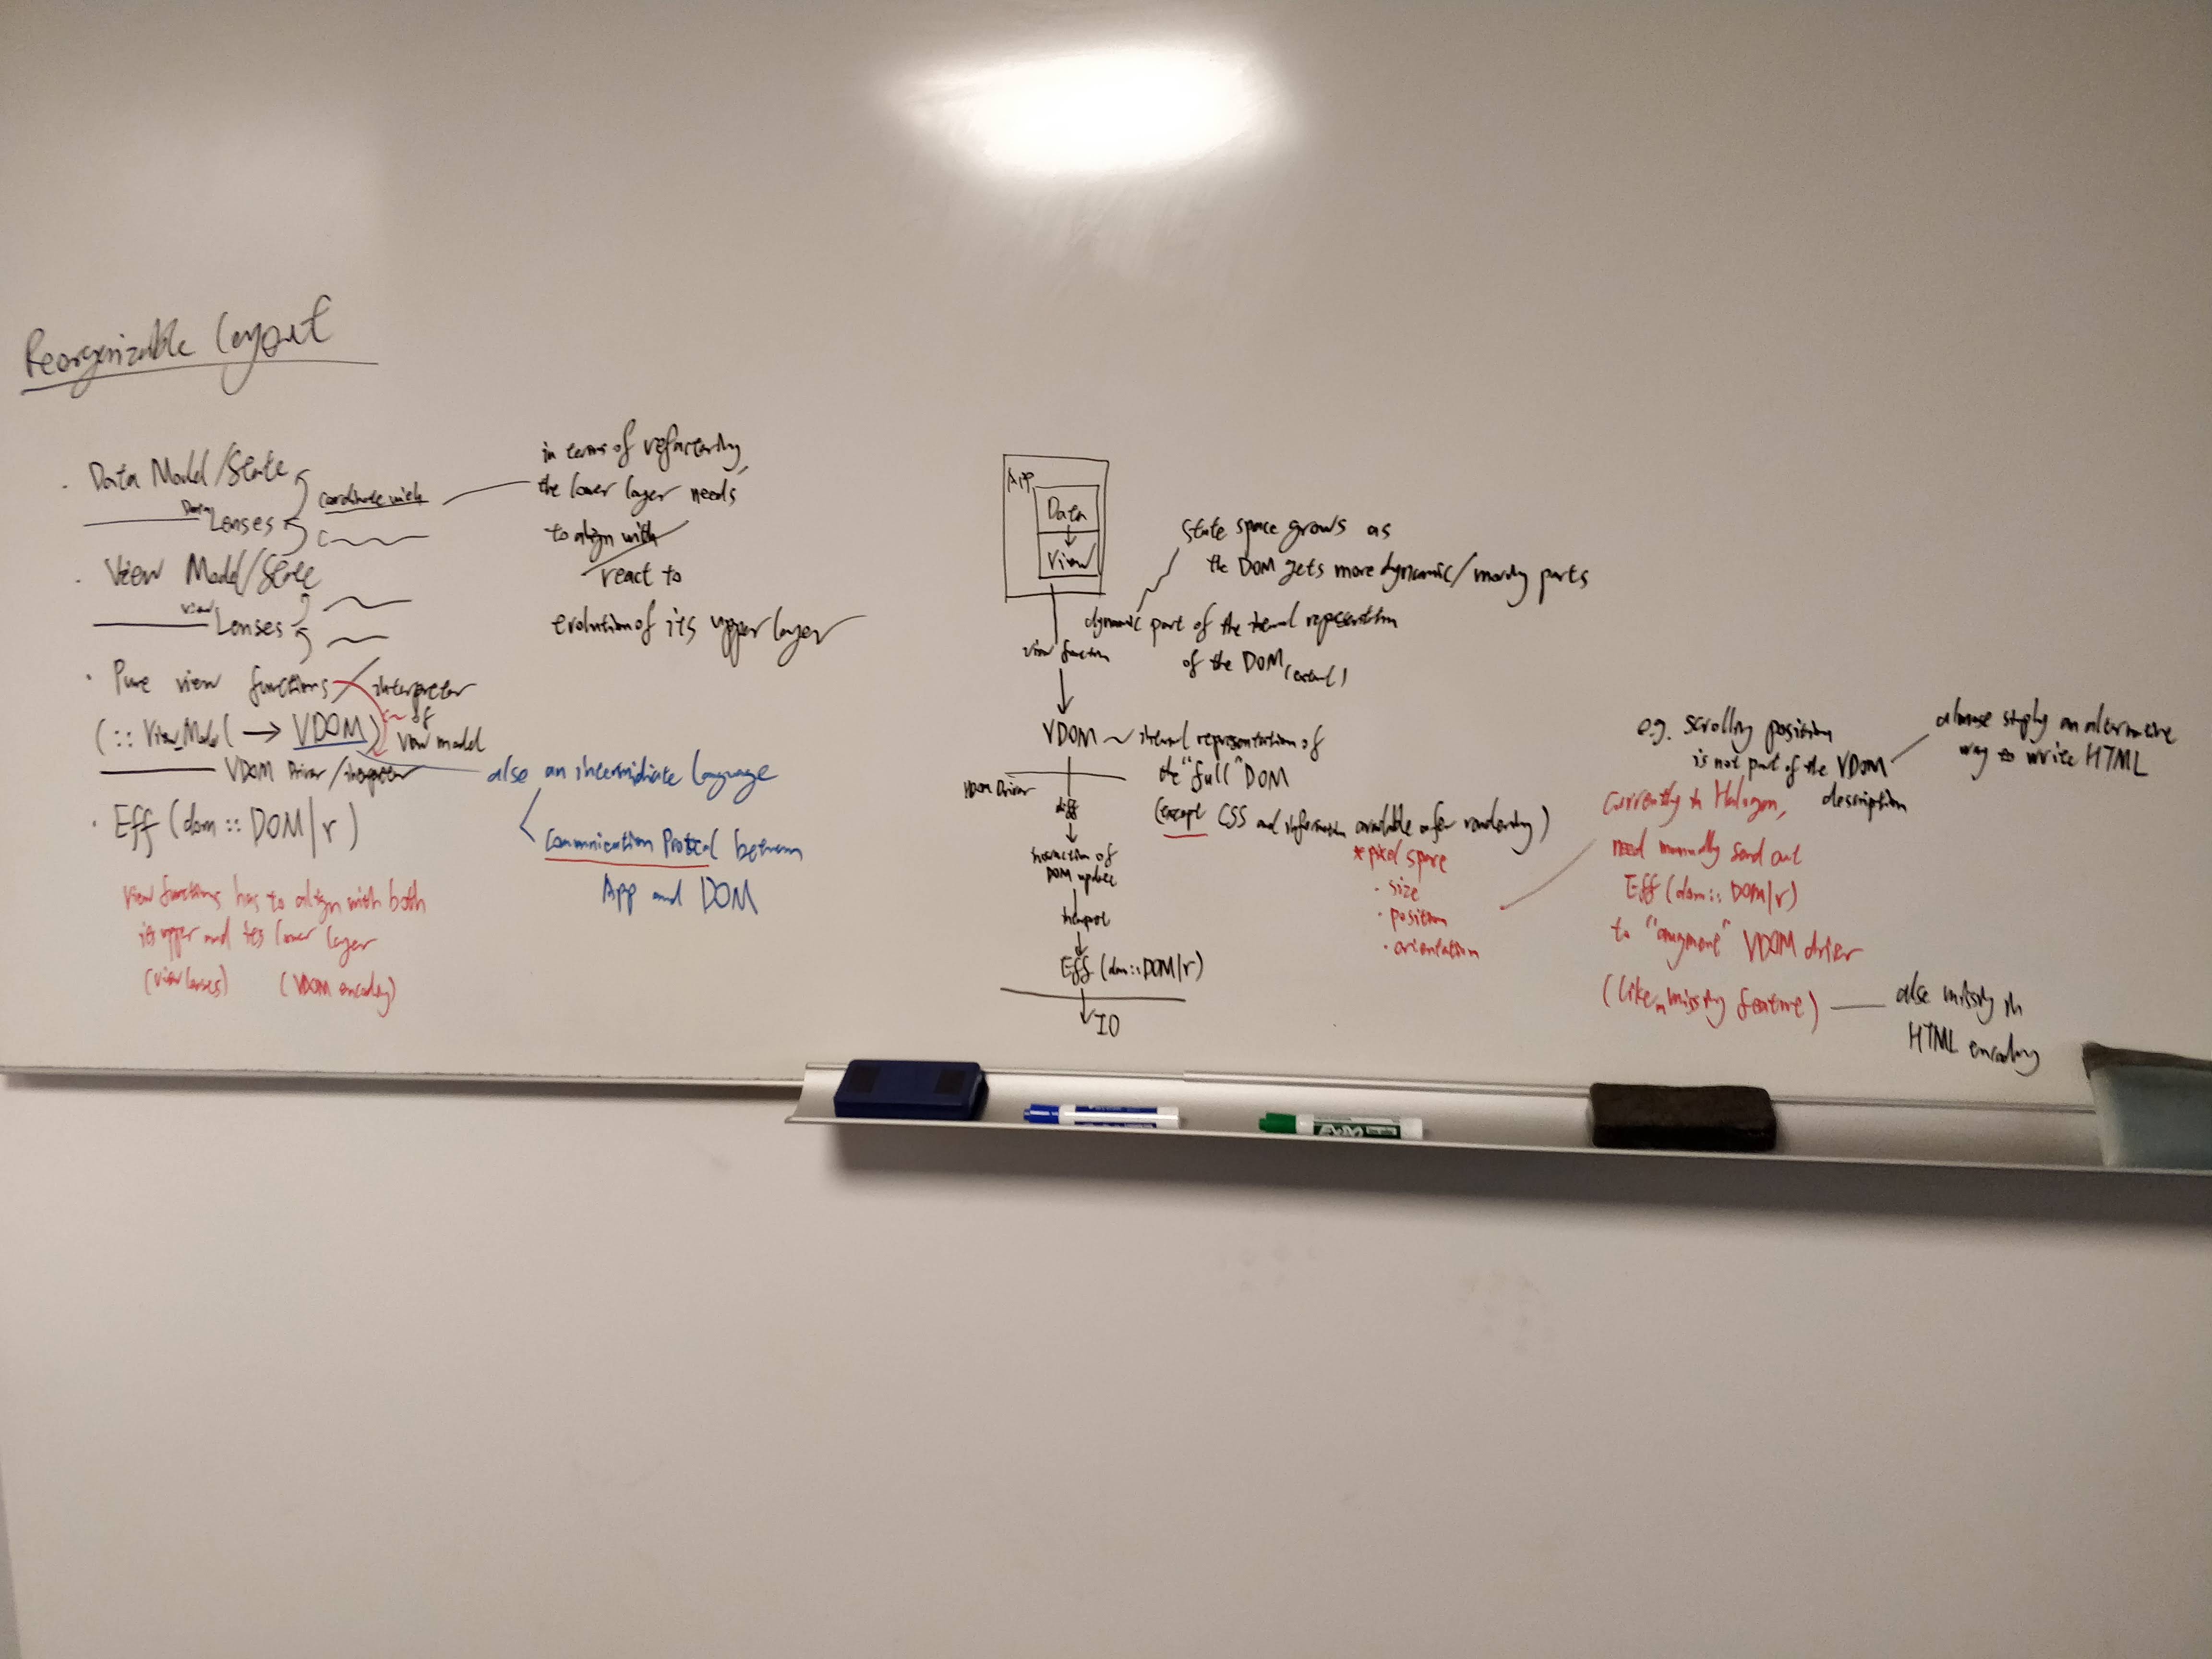 Reorganizable Layout
· Data Model/State
Data Lenses
coordinate with
· View Model/State
view Lenses
· Pure view functions / interpreter
of
view model
(:: View Model → VDOM)
VDOM Driver/interpreter
· Eff (dom :: DOM | r)
view functions has to align with both
its upper and its lower layer
(view lenses) (VDOM encoding)
in terms of refactoring,
the lower layer needs
to align with
react to
evolution of its upper layer
also an intermidiate language
Communication Protocal between
App and DOM
App
Data
View
view function
state space grows as
the DOM gets more dynamic/moving parts
dynamic part of the internal representation
of the DOM (external)
VDOM ~ internal representation of
the "full" DOM
(except CSS and information available after rendering)
VDOM Driver
diff
instruction of
DOM update
interpret
Eff (dom :: DOM | r)
IO
* pixel space
· size
· position
· orientation
e.g. scrolling position
is not part of the VDOM
description
almose simply an alternative
way to write HTML
Currently in Halogen,
need manually send out
Eff (dom :: DOM | r)
to "augment" VDOM driver
(like missing feature)
also missing in
HTML encoding